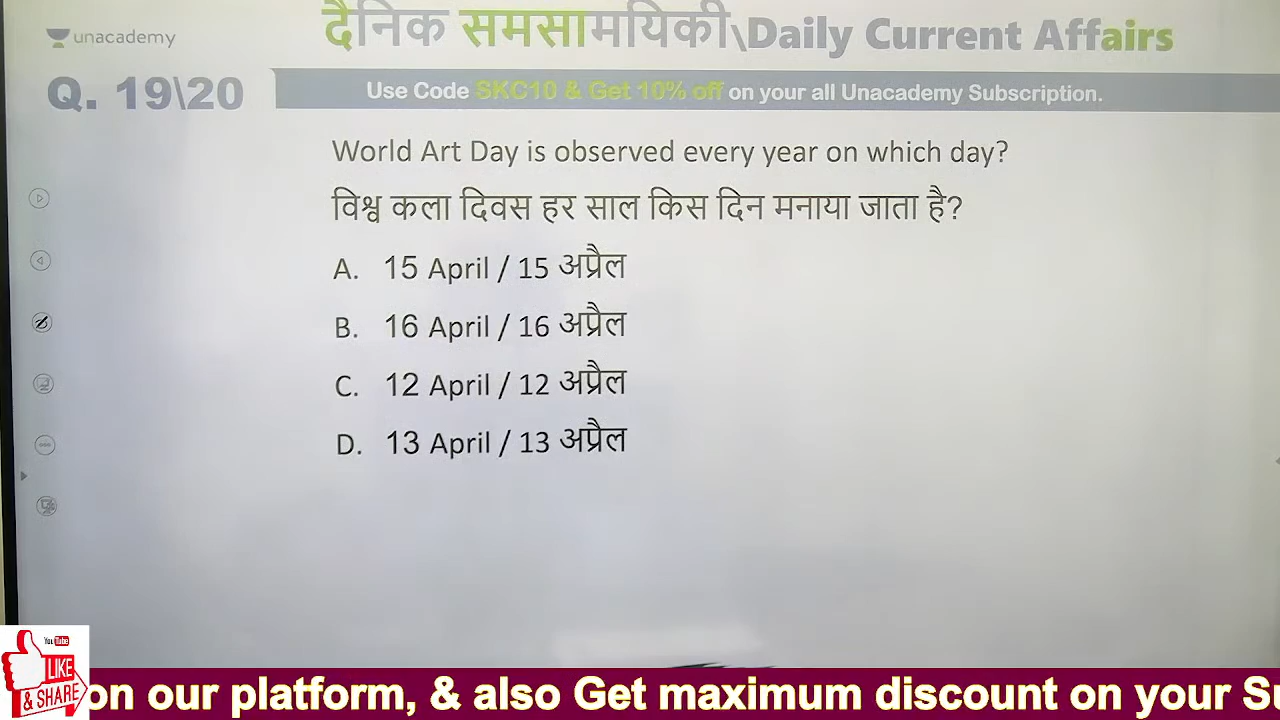 unacademy
दैनिक समसामयिकी\Daily Current Affairs
Q. 19\20
Use Code SKC10 & Get 10% off on your all Unacademy Subscription.
World Art Day is observed every year on which day?
विश्व कला दिवस हर साल किस दिन मनाया जाता है?
A. 15 April / 15 अप्रैल
B. 16 April / 16 अप्रैल
C. 12 April / 12 अप्रैल
D. 13 April / 13 अप्रैल
You Tube
LIKE
& SHARE
on our platform, & also Get maximum discount on your